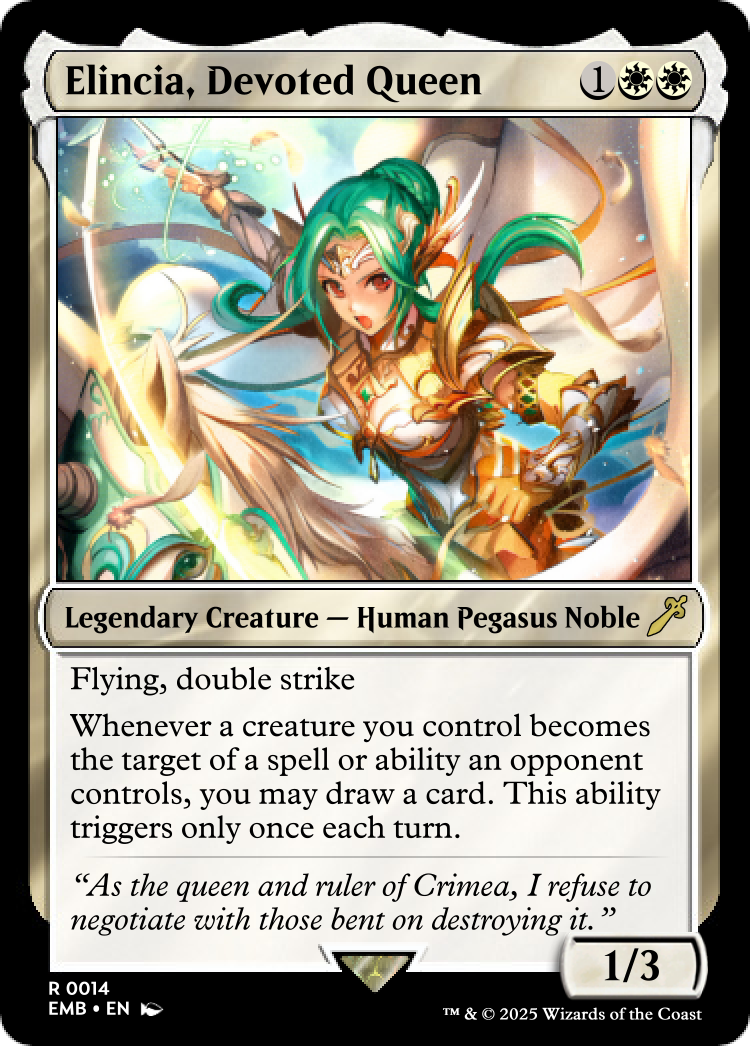 Elincia, Devoted Queen 1
Legendary Creature — Human Pegasus Noble
Flying, double strike
Whenever a creature you control becomes
the target of a spell or ability an opponent
controls, you may draw a card. This ability
triggers only once each turn.
“As the queen and ruler of Crimea, I refuse to
negotiate with those bent on destroying it.”
1/3
R 0014
EMB • EN
™ & © 2025 Wizards of the Coast